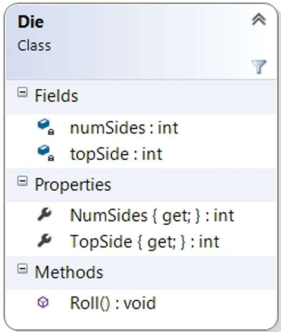 Die
Class
Fields
numSides : int
topSide : int
Properties
NumSides { get; } : int
TopSide { get; } : int
Methods
Roll() : void